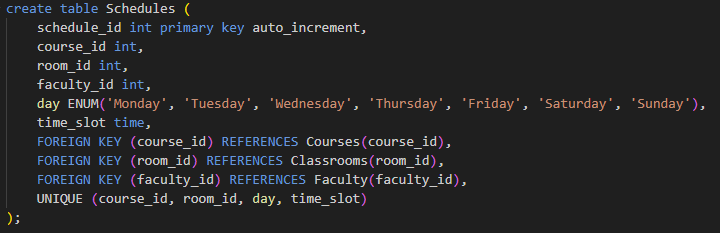 create table Schedules (
    schedule_id int primary key auto_increment,
    course_id int,
    room_id int,
    faculty_id int,
    day ENUM('Monday', 'Tuesday', 'Wednesday', 'Thursday', 'Friday', 'Saturday', 'Sunday'),
    time_slot time,
    FOREIGN KEY (course_id) REFERENCES Courses(course_id),
    FOREIGN KEY (room_id) REFERENCES Classrooms(room_id),
    FOREIGN KEY (faculty_id) REFERENCES Faculty(faculty_id),
    UNIQUE (course_id, room_id, day, time_slot)
);